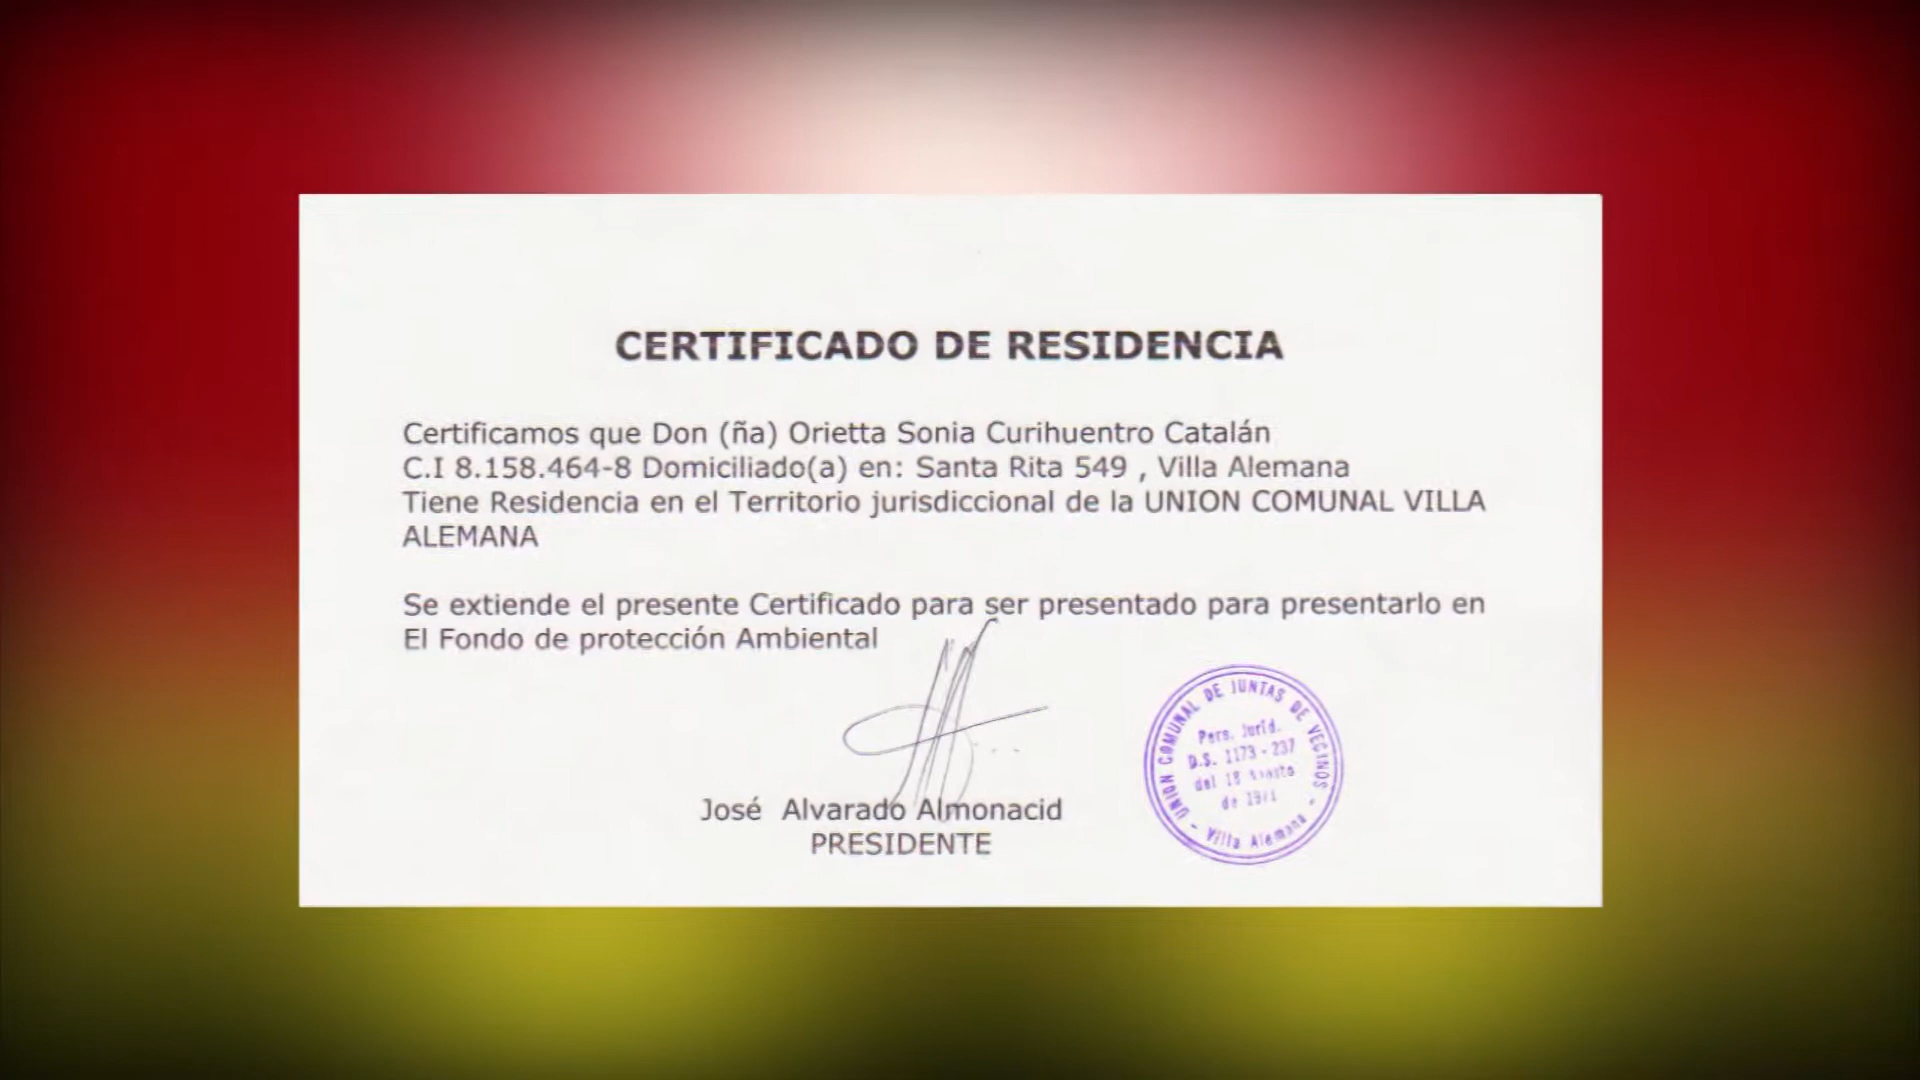 CERTIFICADO DE RESIDENCIA
Certificamos que Don (ña) Orietta Sonia Curihuentro Catalán
C.I 8.158.464-8 Domiciliado(a) en: Santa Rita 549 , Villa Alemana
Tiene Residencia en el Territorio jurisdiccional de la UNION COMUNAL VILLA
ALEMANA
Se extiende el presente Certificado para ser presentado para presentarlo en
El Fondo de protección Ambiental
José Alvarado Almonacid
PRESIDENTE
UNION COMUNAL DE JUNTAS DE VECINOS
Pers. Jurid.
D.S. 1173 - 237
del 18
de
- Villa Alemana -